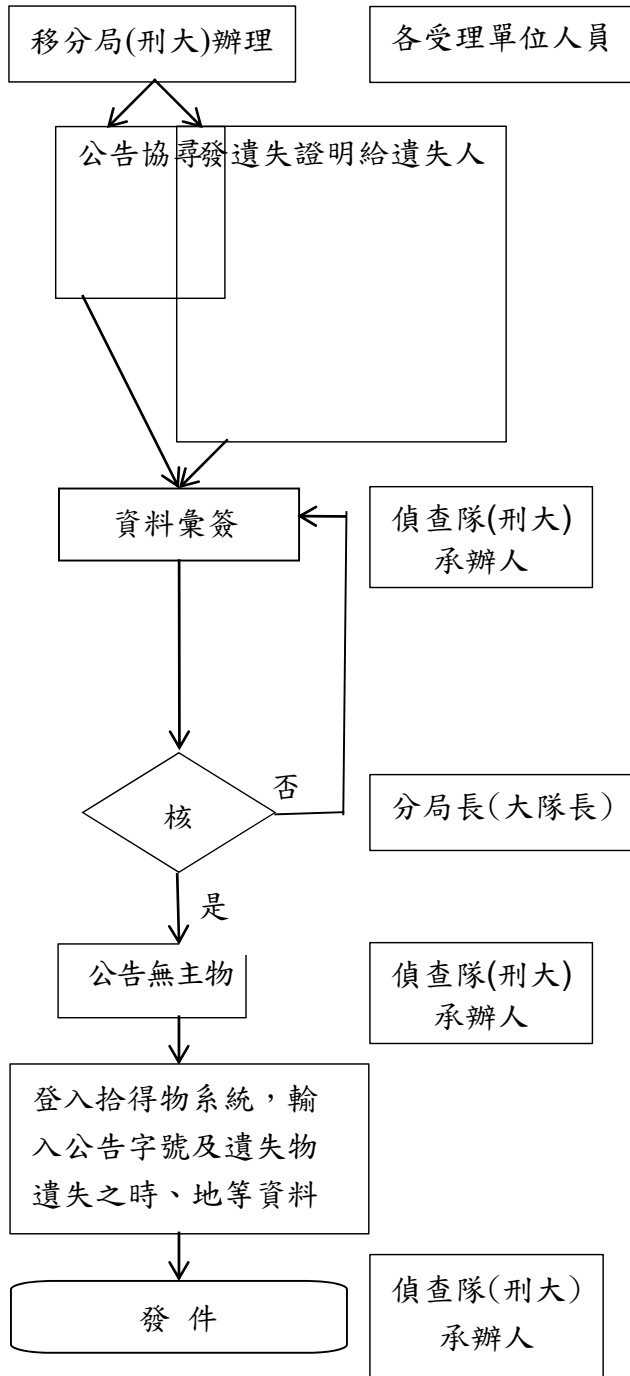 移分局(刑大)辦理
各受理單位人員
公告協尋
發遺失證明給遺失人
資料彙簽
偵查隊(刑大)
承辦人
核
否
分局長(大隊長)
是
公告無主物
偵查隊(刑大)
承辦人
登入拾得物系統，輸
入公告字號及遺失物
遺失之時、地等資料
發 件
偵查隊(刑大)
承辦人